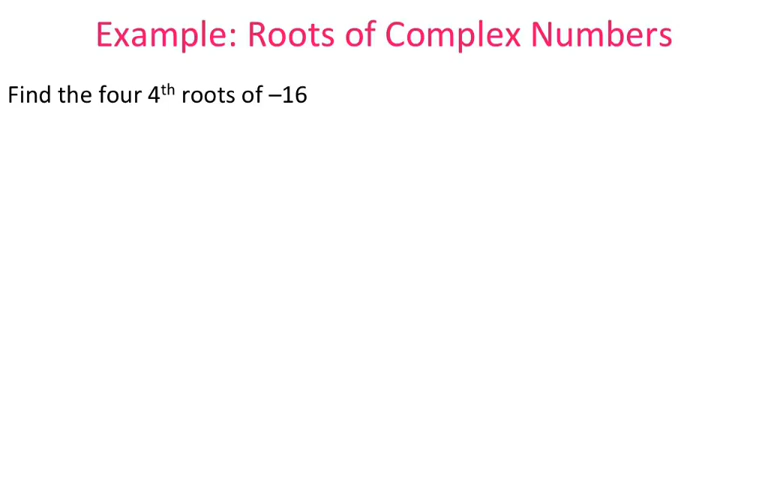 Example: Roots of Complex Numbers
Find the four 4th roots of –16